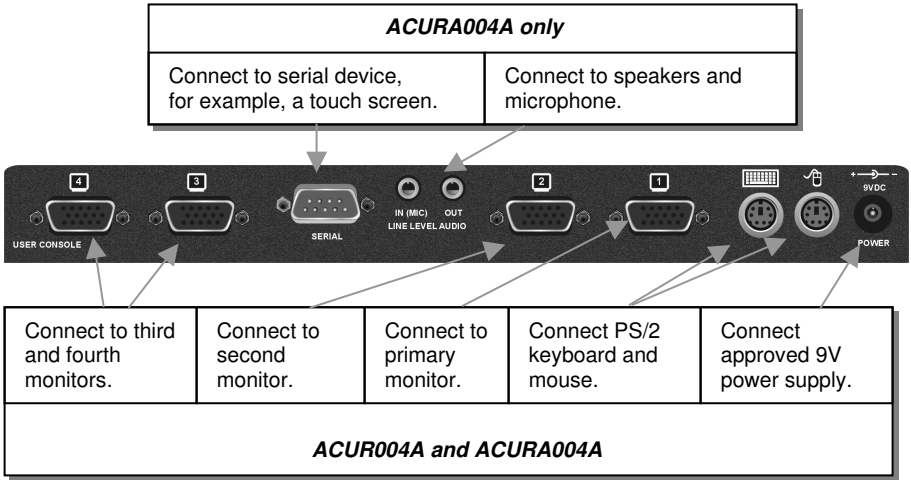 ACURA004A only
Connect to serial device,
for example, a touch screen.
Connect to speakers and
microphone.
4
3
2
1
IN (MIC) OUT
LINE LEVEL AUDIO
SERIAL
USER CONSOLE
+ -
9VDC
POWER
Connect to third
and fourth
monitors.
Connect to
second
monitor.
Connect to
primary
monitor.
Connect PS/2
keyboard and
mouse.
Connect
approved 9V
power supply.
ACUR004A and ACURA004A